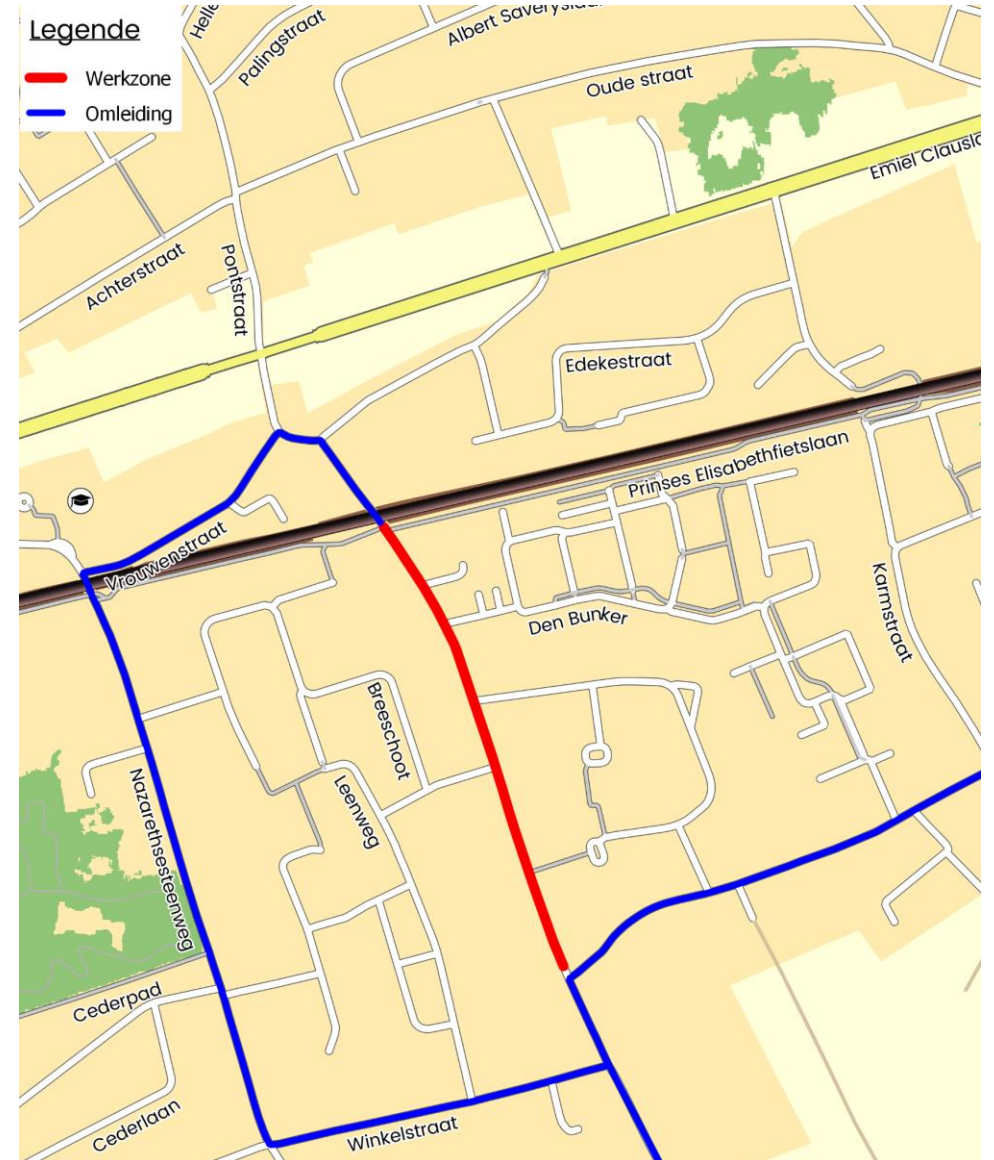 Legende
Werkzone
Omleiding
Palingstraat
Oude straat
Achterstraat
Pontstraat
Edekestraat
Prinses Elisabethfietslaan
Vrouwenstraat
Den Bunker
Karmstraat
Breeschoot
Leenweg
Nazarethsesteenweg
Cederpad
Cederlaan
Winkelstraat